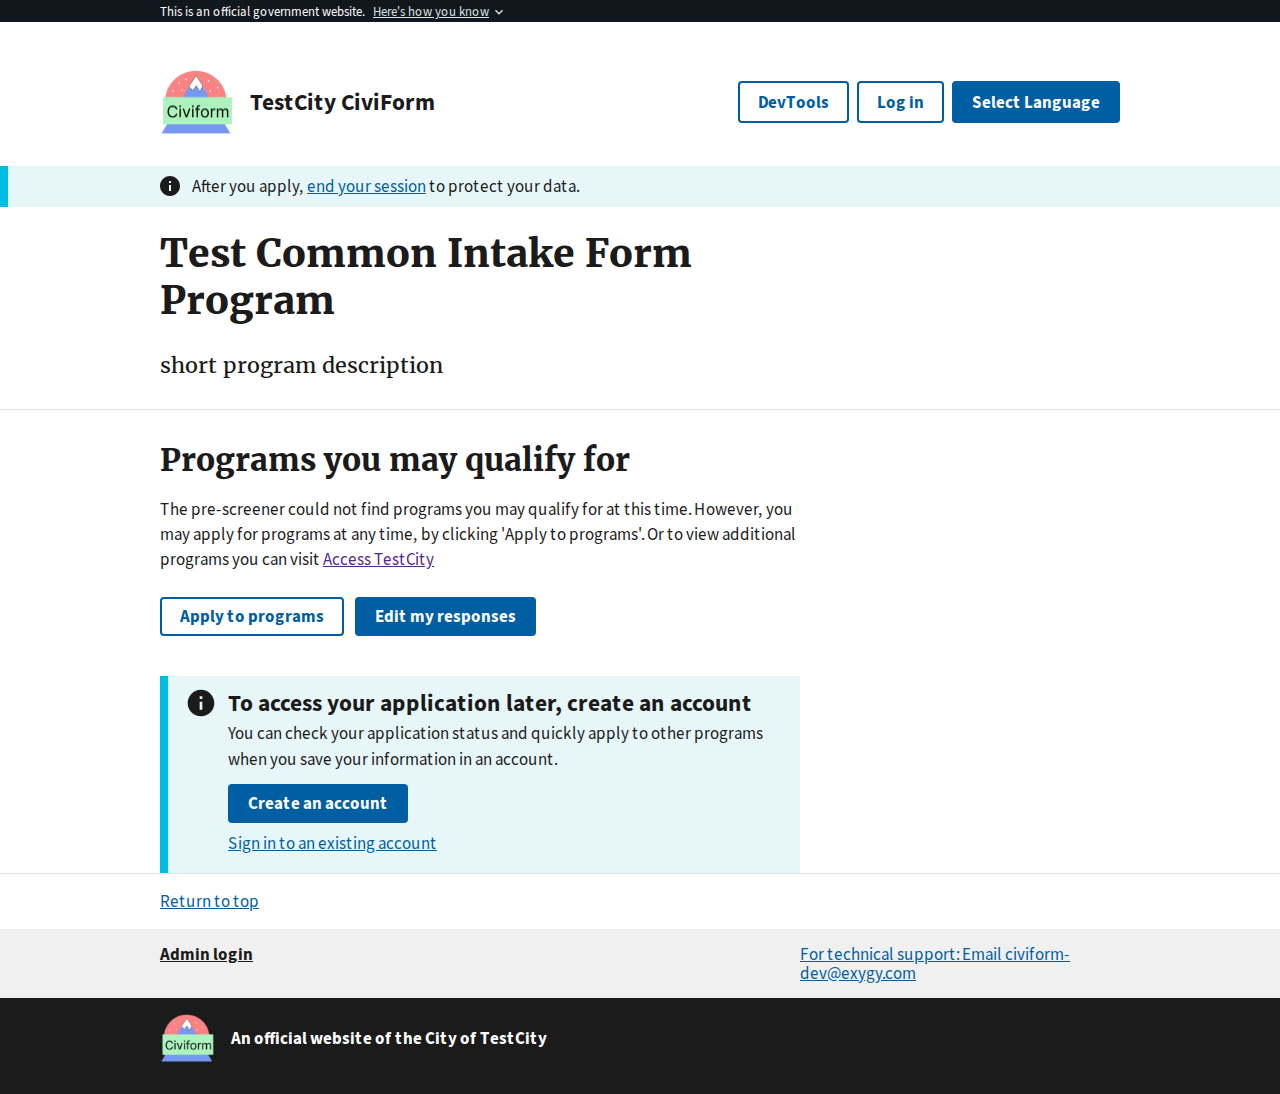 This is an official government website. Here's how you know
Civiform
TestCity CiviForm
DevTools
Log in
Select Language
After you apply, end your session to protect your data.
Test Common Intake Form
Program
short program description
Programs you may qualify for
The pre-screener could not find programs you may qualify for at this time. However, you
may apply for programs at any time, by clicking 'Apply to programs'. Or to view additional
programs you can visit Access TestCity
Apply to programs
Edit my responses
To access your application later, create an account
You can check your application status and quickly apply to other programs
when you save your information in an account.
Create an account
Sign in to an existing account
Return to top
Admin login
For technical support: Email civiform-
dev@exygy.com
Civiform
An official website of the City of TestCity